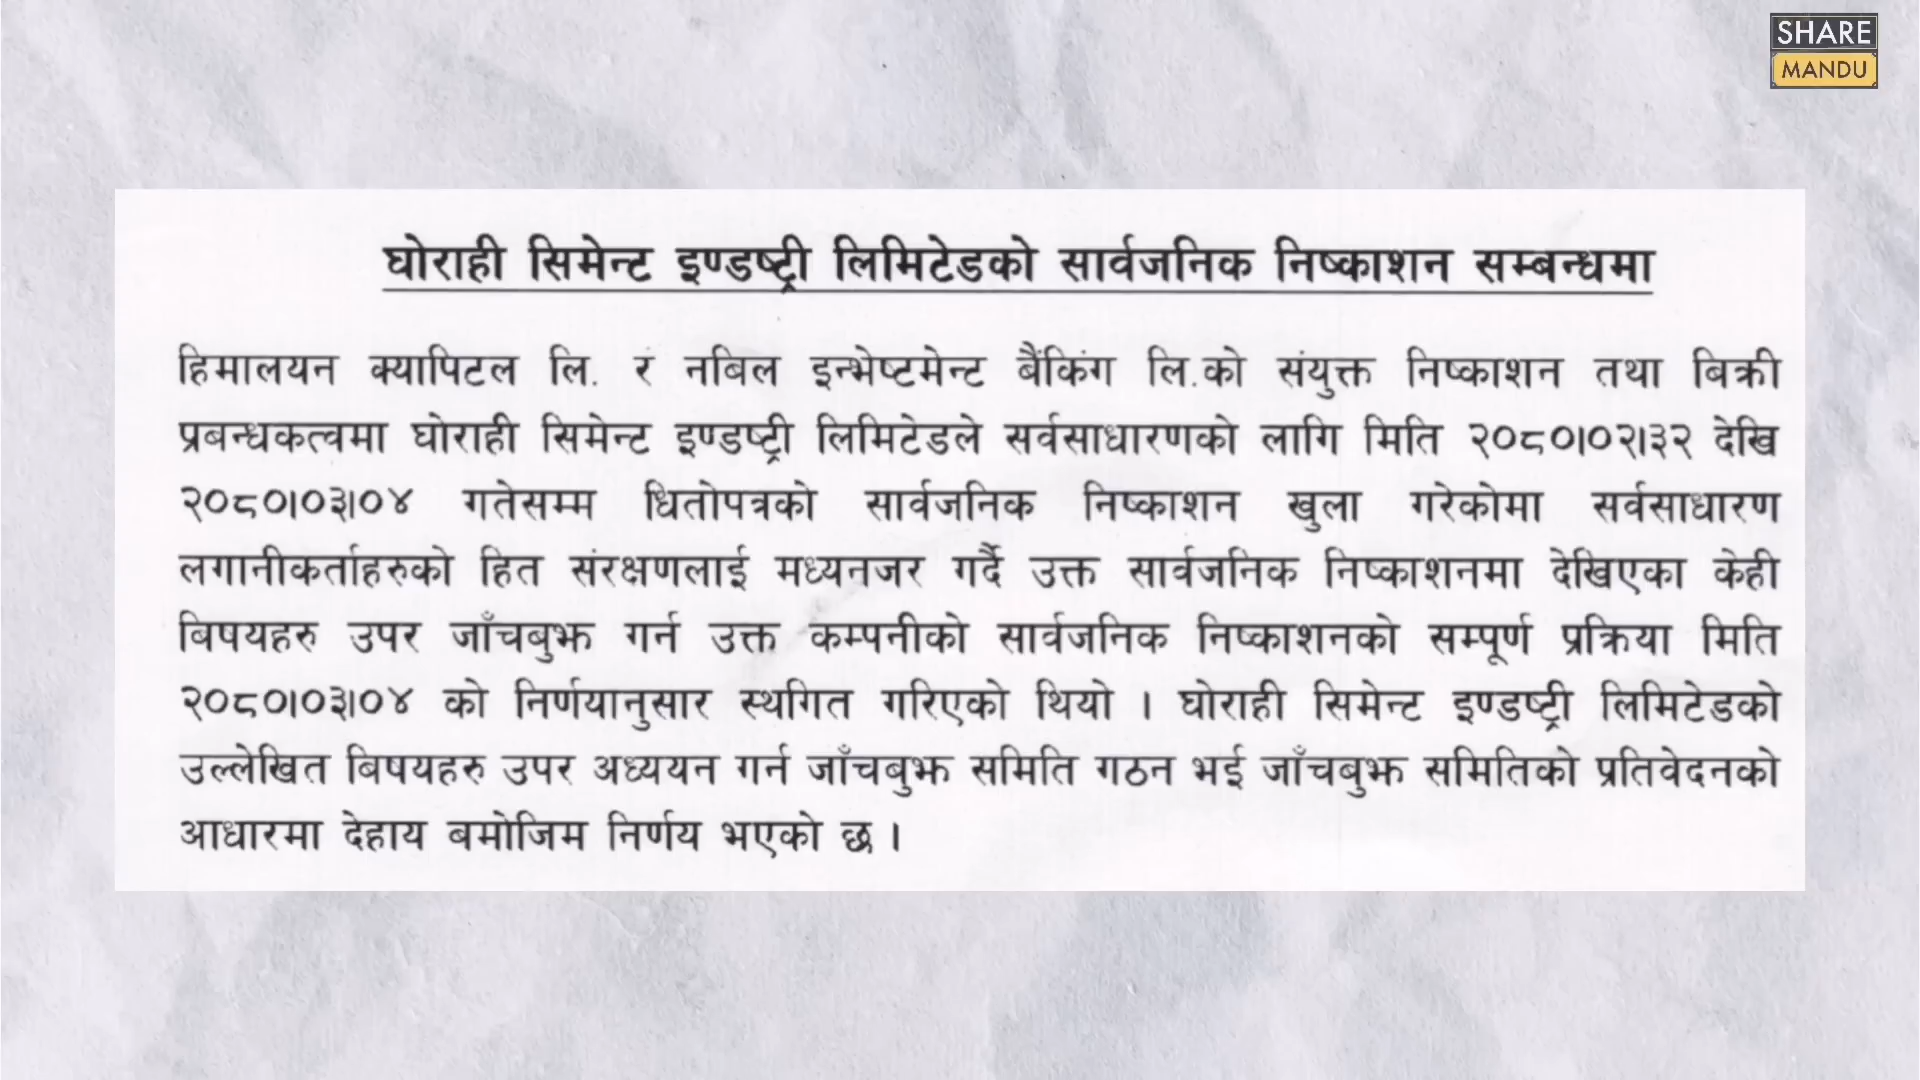 SHARE
MANDU
घोराही सिमेन्ट इण्डष्ट्री लिमिटेडको सार्वजनिक निष्काशन सम्बन्धमा
हिमालयन क्यापिटल लि. र नबिल इन्भेष्टमेन्ट बैंकिंग लि.को संयुक्त निष्काशन तथा बिक्री
प्रबन्धकत्वमा घोराही सिमेन्ट इण्डष्ट्री लिमिटेडले सर्वसाधारणको लागि मिति २०८०।०२।३२ देखि
२०८०।०३।०४ गतेसम्म धितोपत्रको सार्वजनिक निष्काशन खुला गरेकोमा सर्वसाधारण
लगानीकर्ताहरुको हित संरक्षणलाई मध्यनजर गर्दै उक्त सार्वजनिक निष्काशनमा देखिएका केही
बिषयहरु उपर जाँचबुझ गर्न उक्त कम्पनीको सार्वजनिक निष्काशनको सम्पूर्ण प्रक्रिया मिति
२०८०।०३।०४ को निर्णयानुसार स्थगित गरिएको थियो । घोराही सिमेन्ट इण्डष्ट्री लिमिटेडको
उल्लेखित बिषयहरु उपर अध्ययन गर्न जाँचबुझ समिति गठन भई जाँचबुझ समितिको प्रतिवेदनको
आधारमा देहाय बमोजिम निर्णय भएको छ ।